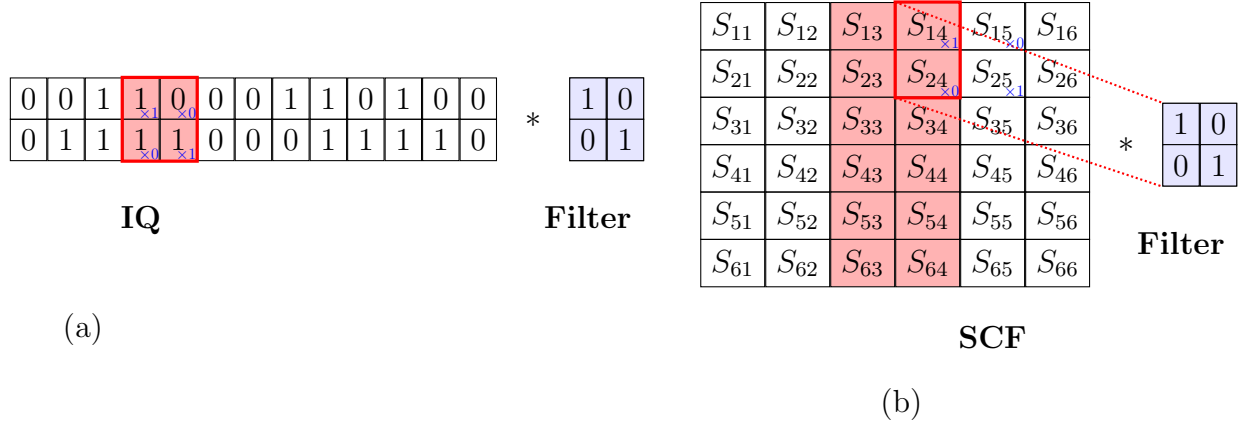 0 0 1 1×1 0×0 0 0 1 1 0 1 0 0
0 1 1 1×0 1×1 0 0 0 1 1 1 1 0
*
1 0
0 1
IQ
Filter
(a)
S11 S12 S13 S14×1 S15×0 S16
S21 S22 S23 S24×0 S25×1 S26
S31 S32 S33 S34 S35 S36
S41 S42 S43 S44 S45 S46
S51 S52 S53 S54 S55 S56
S61 S62 S63 S64 S65 S66
*
1 0
0 1
Filter
SCF
(b)